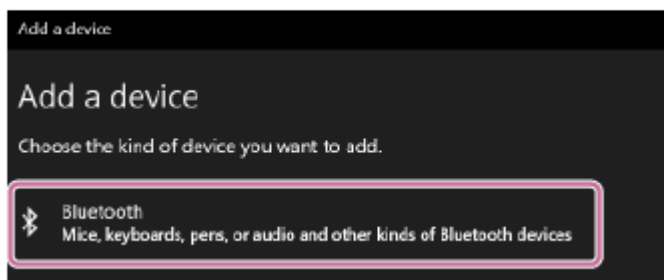 Add a device
Add a device
Choose the kind of device you want to add.
Bluetooth
Mice, keyboards, pens, or audio and other kinds of Bluetooth devices